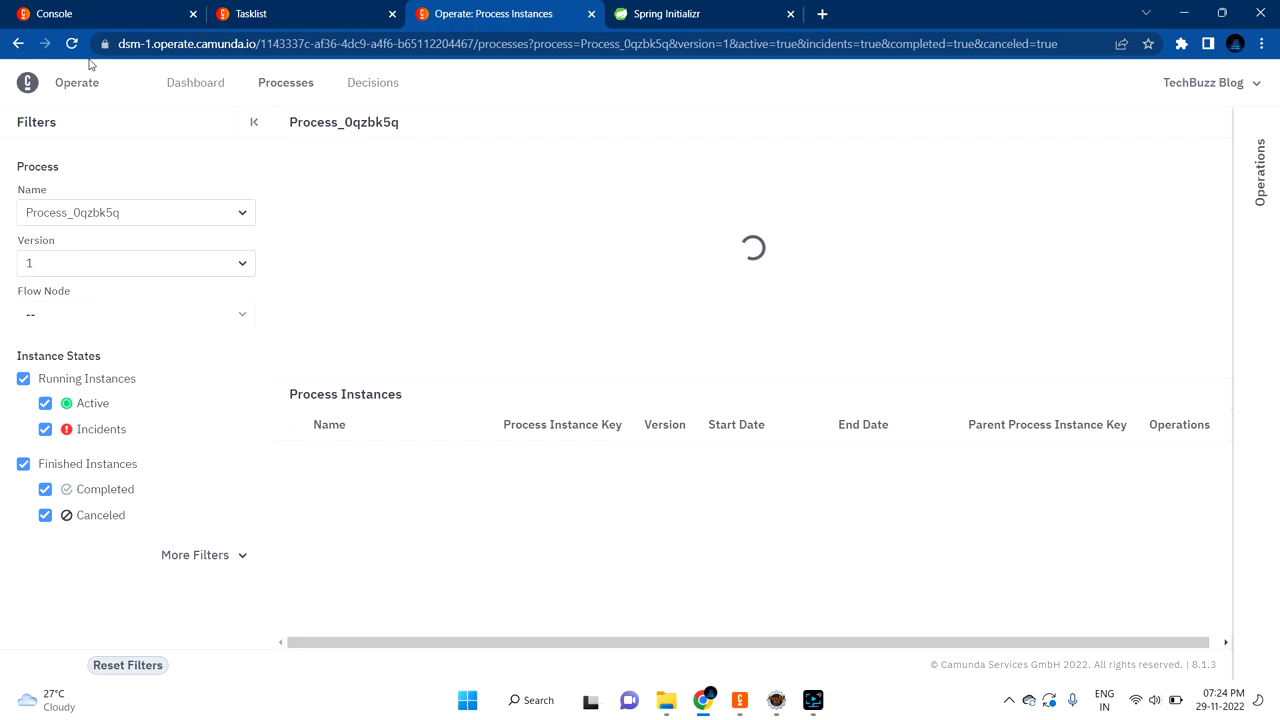 Console
Tasklist
Operate: Process Instances
Spring Initializr
dsm-1.operate.camunda.io/1143337c-af36-4dc9-a4f6-b65112204467/processes?process=Process_0qzbk5q&version=1&active=true&incidents=true&completed=true&canceled=true
Operate
Dashboard
Processes
Decisions
TechBuzz Blog
Filters
Process_0qzbk5q
Operations
Process
Name
Process_0qzbk5q
Version
1
Flow Node
--
Instance States
Running Instances
Active
Incidents
Finished Instances
Completed
Canceled
More Filters
Reset Filters
Process Instances
Name Process Instance Key Version Start Date End Date Parent Process Instance Key Operations
© Camunda Services GmbH 2022. All rights reserved. | 8.1.3
27°C
Cloudy
Search
ENG
IN
07:24 PM
29-11-2022